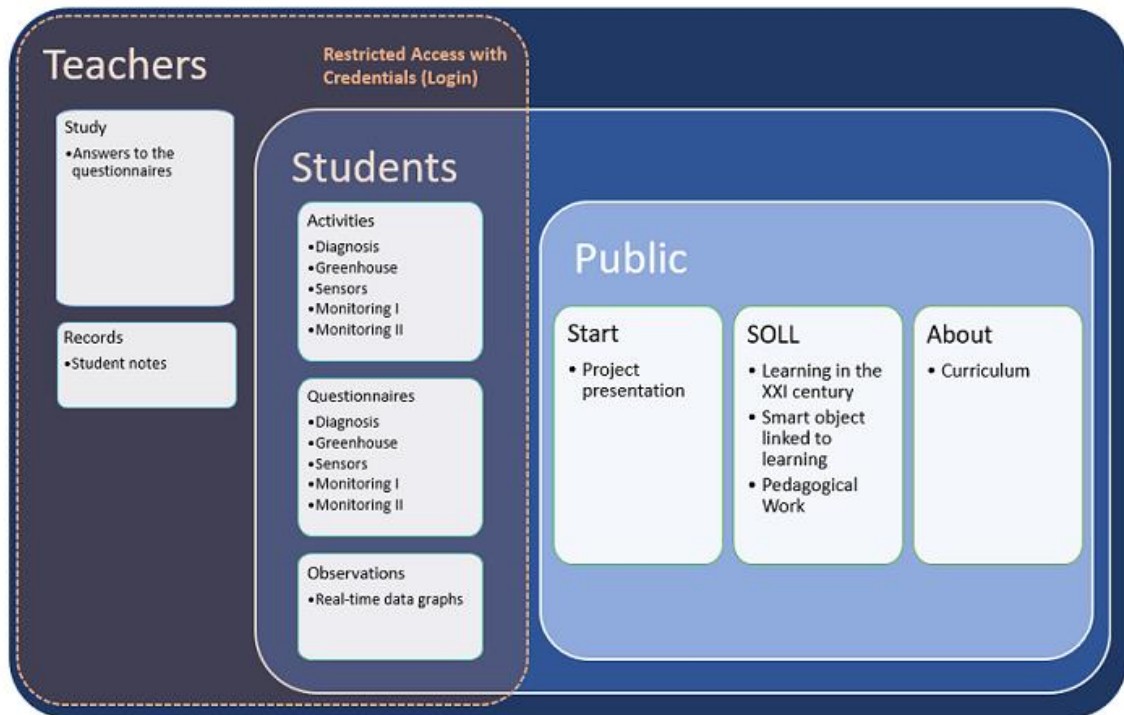 Teachers
Restricted Access with
Credentials (Login)
Study
•Answers to the
questionnaires
Records
•Student notes
Students
Activities
•Diagnosis
•Greenhouse
•Sensors
•Monitoring I
•Monitoring II
Questionnaires
•Diagnosis
•Greenhouse
•Sensors
•Monitoring I
•Monitoring II
Observations
•Real-time data graphs
Public
Start
• Project
presentation
SOLL
• Learning in the
XXI century
• Smart object
linked to
learning
• Pedagogical
Work
About
• Curriculum